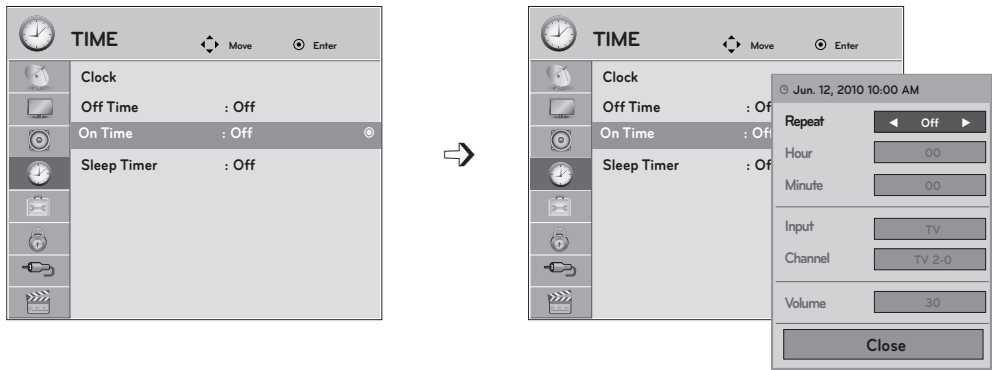 TIME Move Enter
Clock
Off Time : Off
On Time : Off
Sleep Timer : Off
TIME Move Enter
Clock
Off Time : Of
On Time : Off
Sleep Timer : Of
Jun. 12, 2010 10:00 AM
Repeat ◀ Off ▶
Hour 00
Minute 00
Input TV
Channel TV 2-0
Volume 30
Close